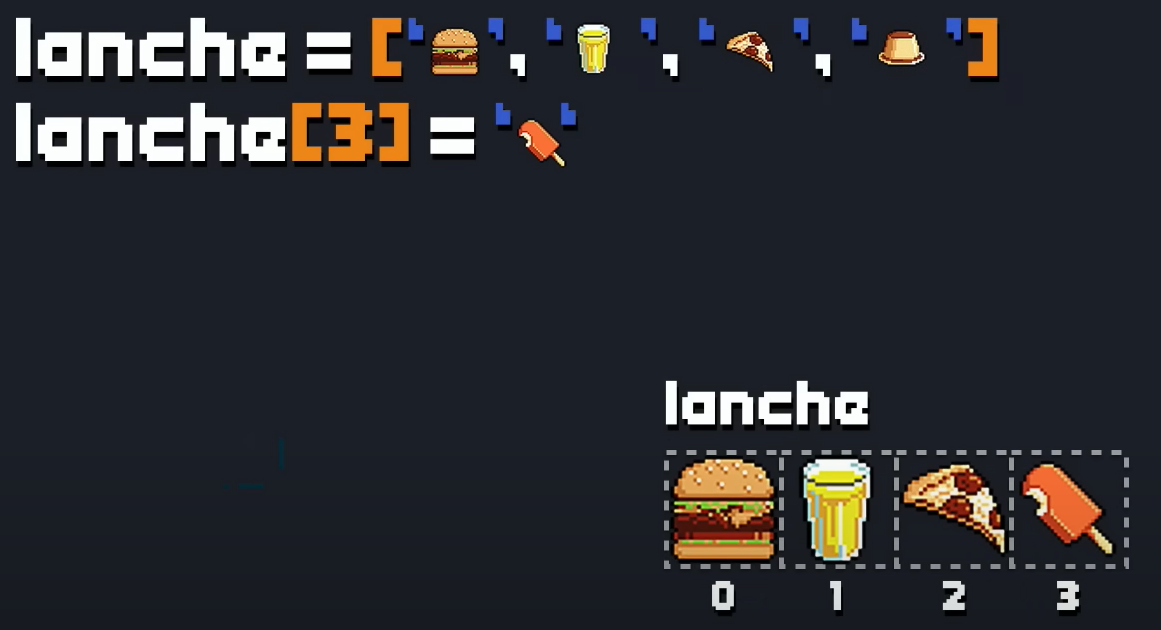 lanche = ['🍔', '🥛', '🍕', '🍮']
lanche[3] = '🍦'
lanche
0 1 2 3